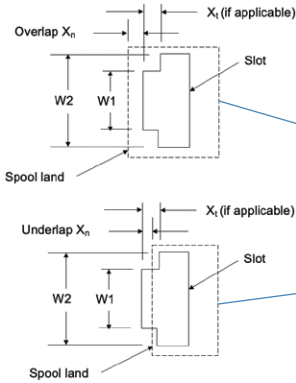 Xt (if applicable)
Overlap Xn
Slot
W2
W1
Spool land
Xt (if applicable)
Underlap Xn
Slot
W2
W1
Spool land